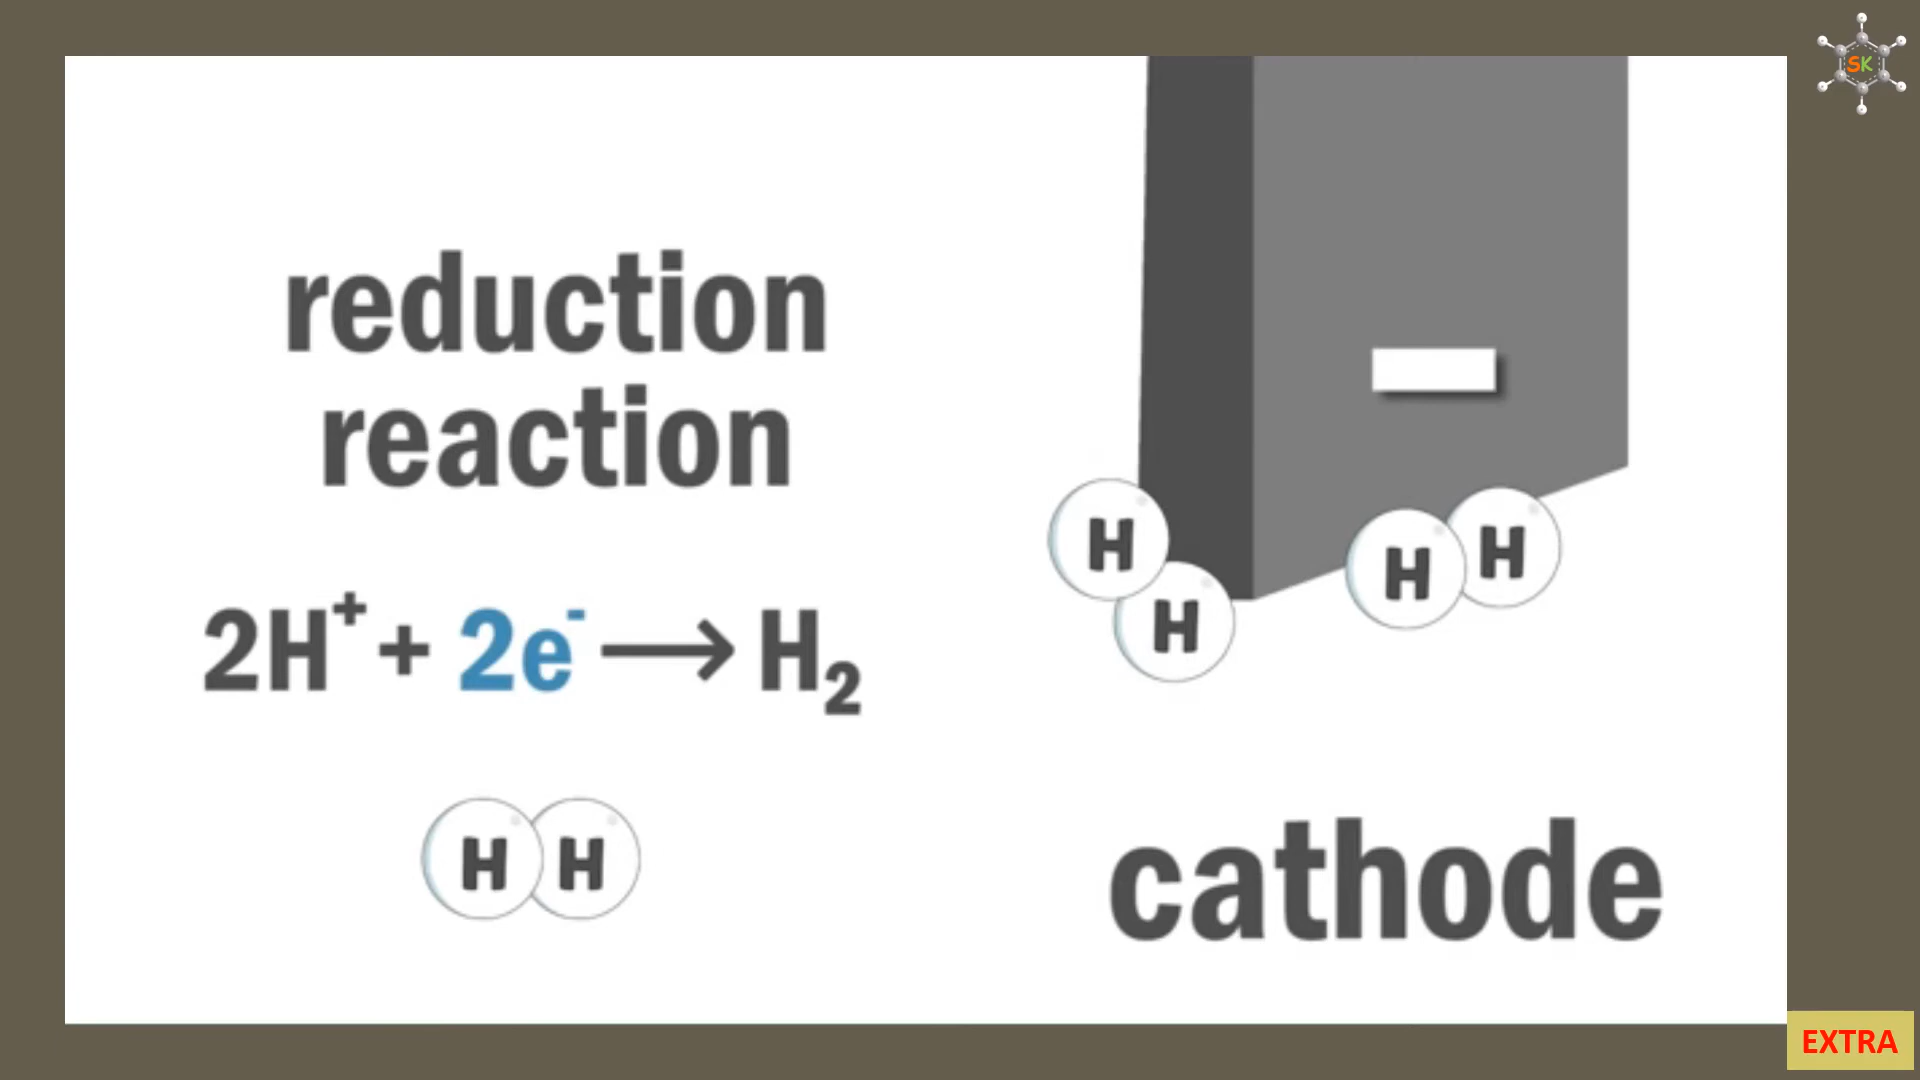 SK
reduction
reaction
2H⁺ + 2e⁻ ⟶ H₂
H H
H
H
H H
cathode
EXTRA